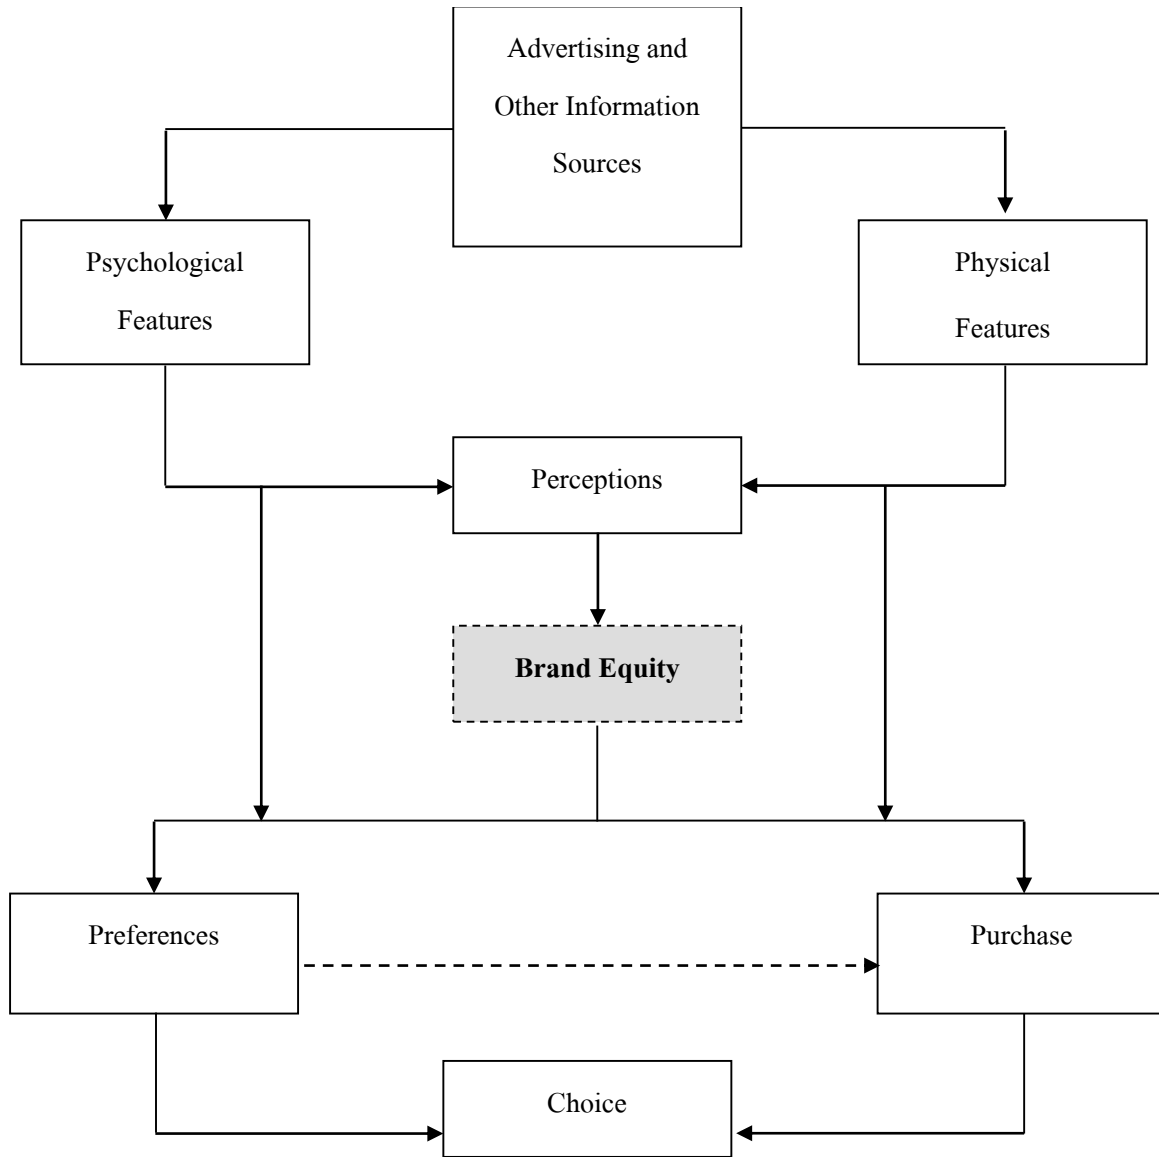 Advertising and
Other Information
Sources
Psychological
Features
Physical
Features
Perceptions
Brand Equity
Preferences
Purchase
Choice